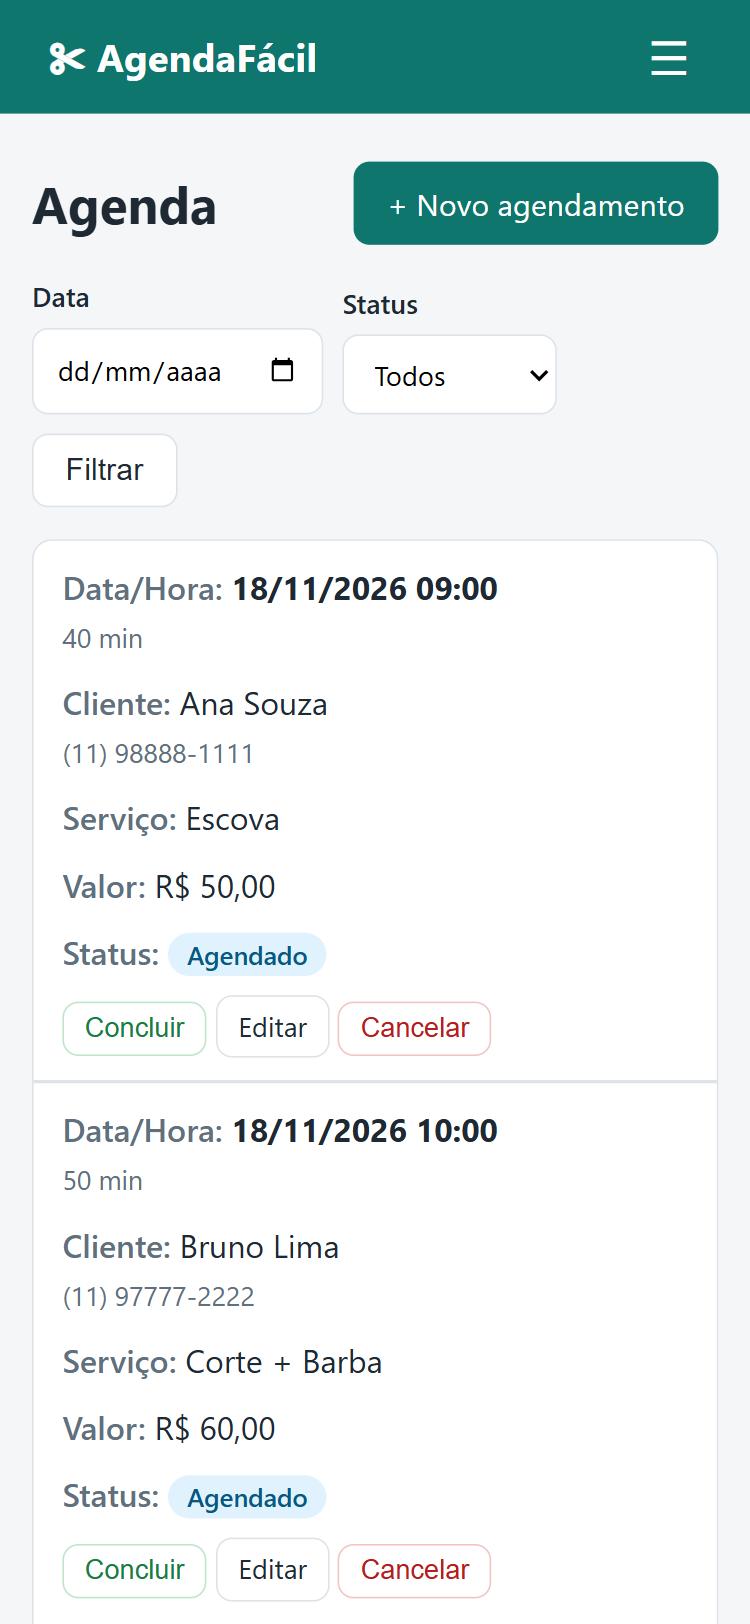 AgendaFácil
Agenda
+ Novo agendamento
Data
Status
dd/mm/aaaa
Todos
Filtrar
Data/Hora: 18/11/2026 09:00
40 min
Cliente: Ana Souza
(11) 98888-1111
Serviço: Escova
Valor: R$ 50,00
Status: Agendado
Concluir Editar Cancelar
Data/Hora: 18/11/2026 10:00
50 min
Cliente: Bruno Lima
(11) 97777-2222
Serviço: Corte + Barba
Valor: R$ 60,00
Status: Agendado
Concluir Editar Cancelar